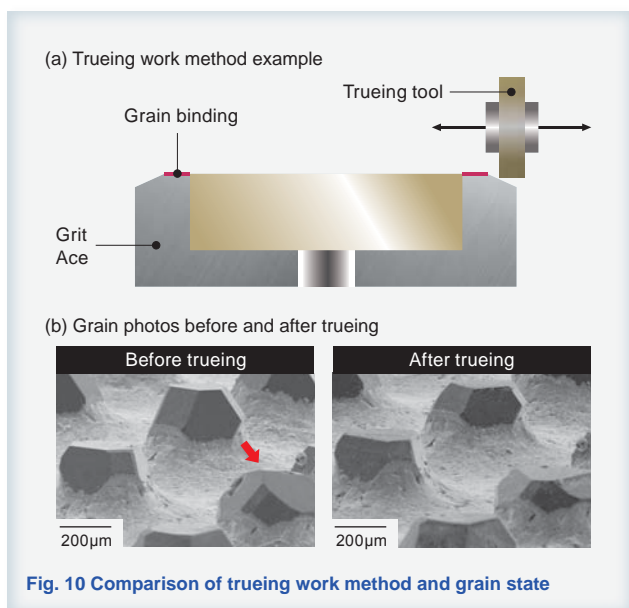 (a) Trueing work method example
Trueing tool
Grain binding
Grit
Ace
(b) Grain photos before and after trueing
Before trueing
After trueing
200μm
200μm
Fig. 10 Comparison of trueing work method and grain state